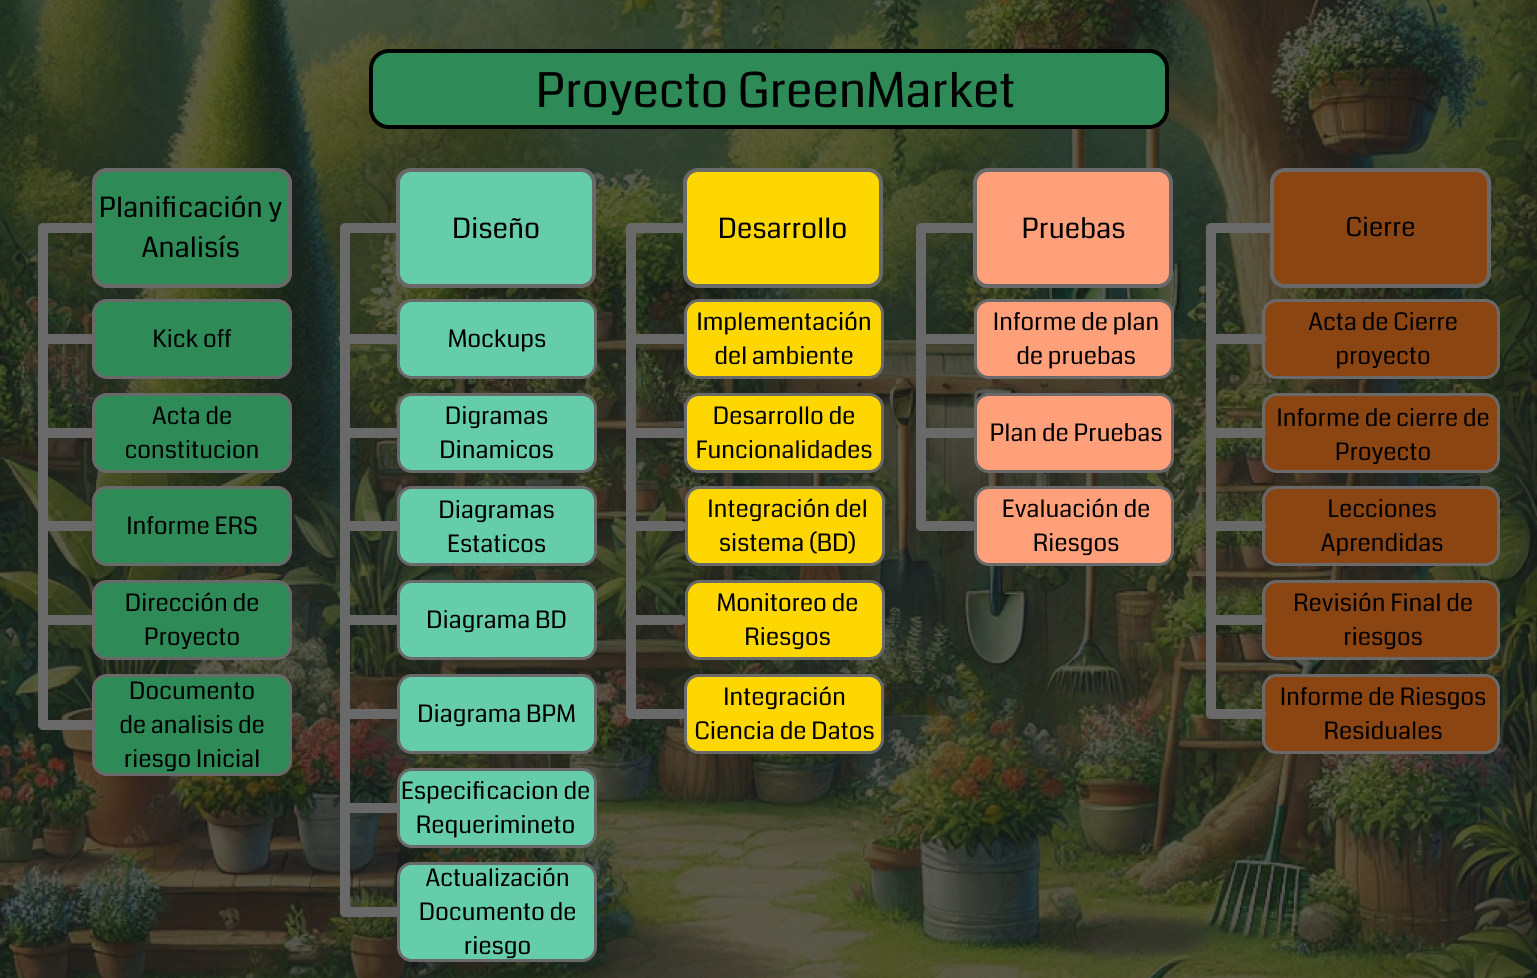 Proyecto GreenMarket
Planificación y
Analisís
Kick off
Acta de
constitucion
Informe ERS
Dirección de
Proyecto
Documento
de analisis de
riesgo Inicial
Diseño
Mockups
Digramas
Dinamicos
Diagramas
Estaticos
Diagrama BD
Diagrama BPM
Especificacion de
Requerimineto
Actualización
Documento de
riesgo
Desarrollo
Implementación
del ambiente
Desarrollo de
Funcionalidades
Integración del
sistema (BD)
Monitoreo de
Riesgos
Integración
Ciencia de Datos
Pruebas
Informe de plan
de pruebas
Plan de Pruebas
Evaluación de
Riesgos
Cierre
Acta de Cierre
proyecto
Informe de cierre de
Proyecto
Lecciones
Aprendidas
Revisión Final de
riesgos
Informe de Riesgos
Residuales